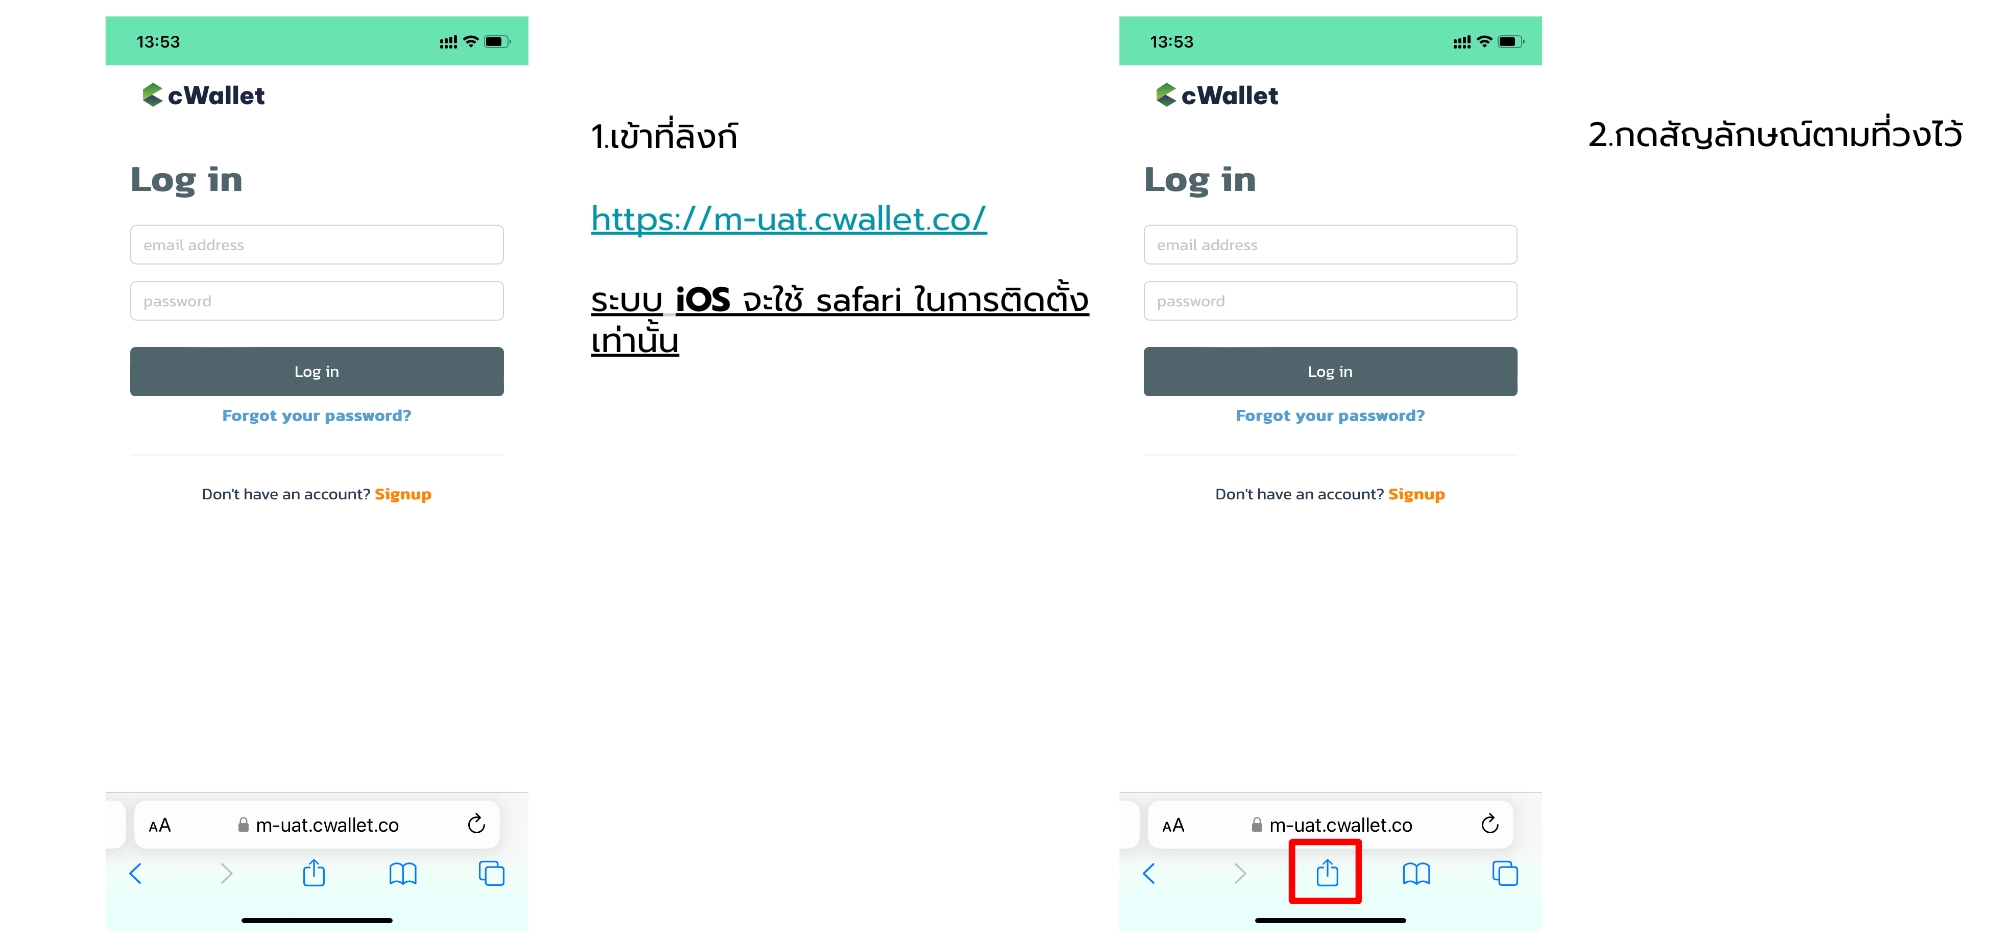 13:53
cWallet
Log in
email address
password
Log in
Forgot your password?
Don't have an account? Signup
AA m-uat.cwallet.co
1.เข้าที่ลิงก์
https://m-uat.cwallet.co/
ระบบ iOS จะใช้ safari ในการติดตั้ง
เท่านั้น
13:53
cWallet
Log in
email address
password
Log in
Forgot your password?
Don't have an account? Signup
AA m-uat.cwallet.co
2.กดสัญลักษณ์ตามที่วงไว้